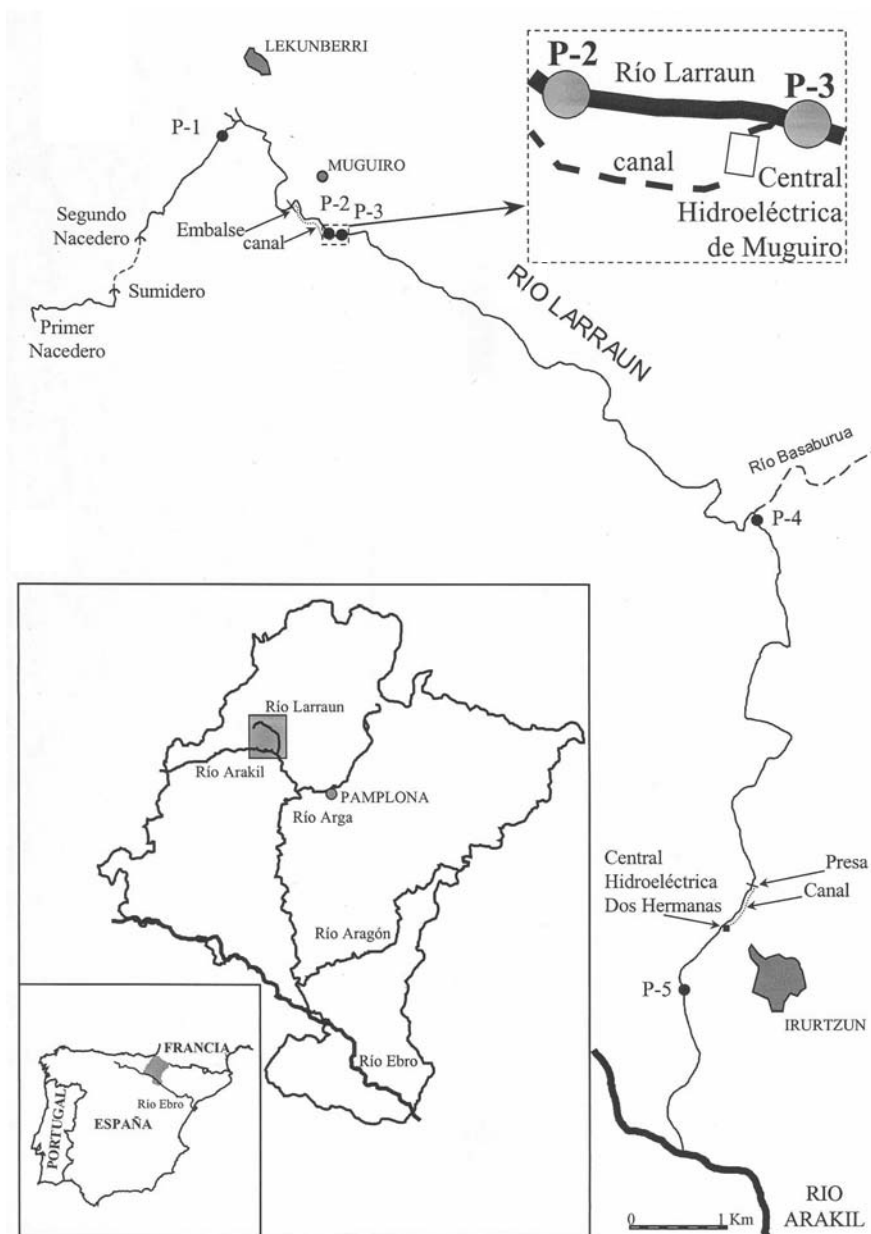 LEKUNBERRI
P-1
MUGUIRO
P-2
P-3
Segundo
Nacedero
Embalse
canal
Sumidero
Primer
Nacedero
P-2
Río Larraun
P-3
canal
Central
Hidroeléctrica
de Muguiro
RIO LARRAUN
Río Basaburua
P-4
Río Larraun
Río Arakil
PAMPLONA
Río Arga
Río Aragón
Río Ebro
FRANCIA
Río Ebro
PORTUGAL
ESPAÑA
Central
Hidroeléctrica
Dos Hermanas
Presa
Canal
P-5
IRURTZUN
RIO
ARAKIL
0 1 Km